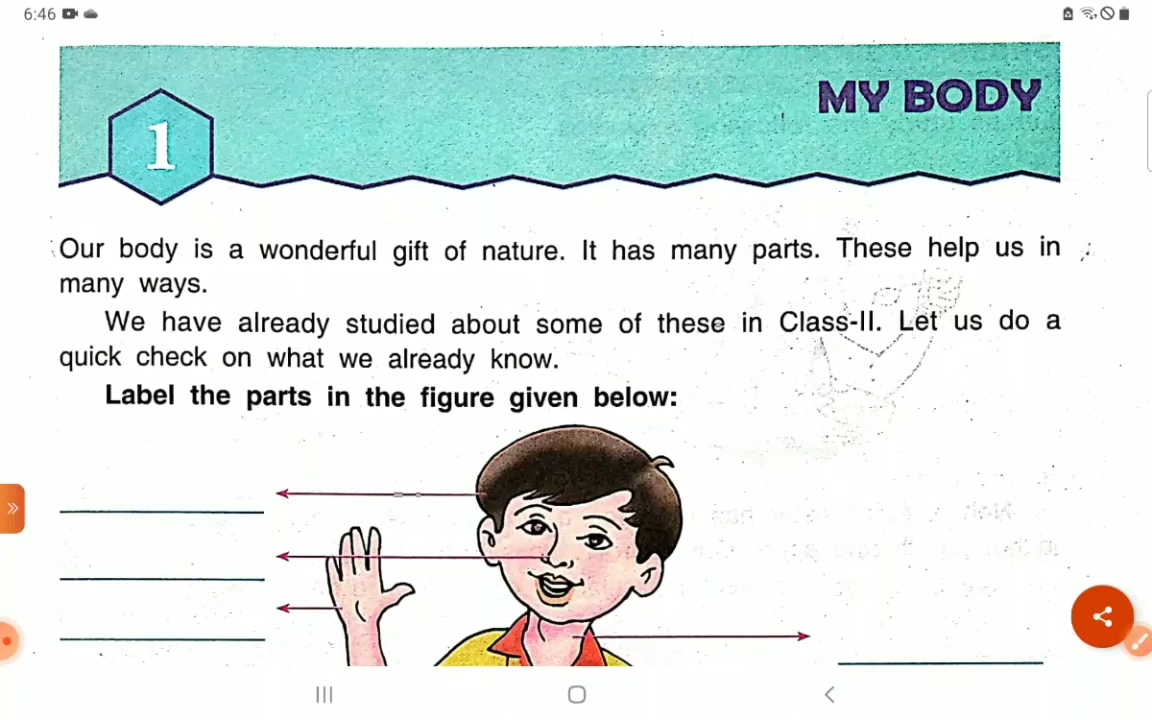 6:46
MY BODY
1
Our body is a wonderful gift of nature. It has many parts. These help us in
many ways.
We have already studied about some of these in Class-II. Let us do a
quick check on what we already know.
Label the parts in the figure given below: